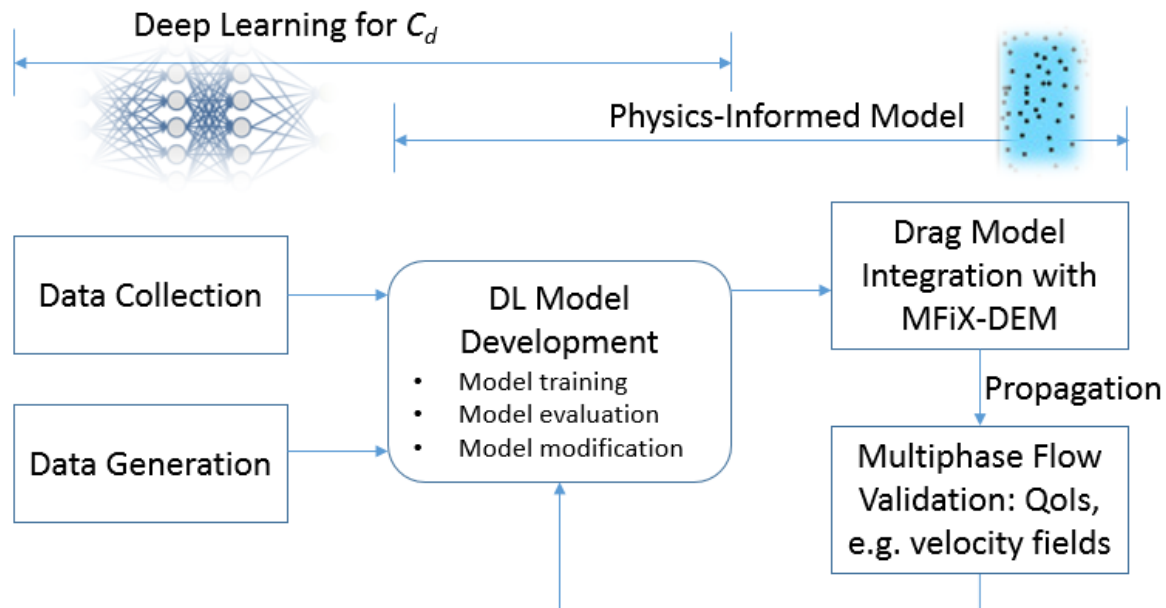 Deep Learning for C_d
Physics-Informed Model
Data Collection
Data Generation
DL Model
Development
• Model training
• Model evaluation
• Model modification
Drag Model
Integration with
MFiX-DEM
Propagation
Multiphase Flow
Validation: QoIs,
e.g. velocity fields